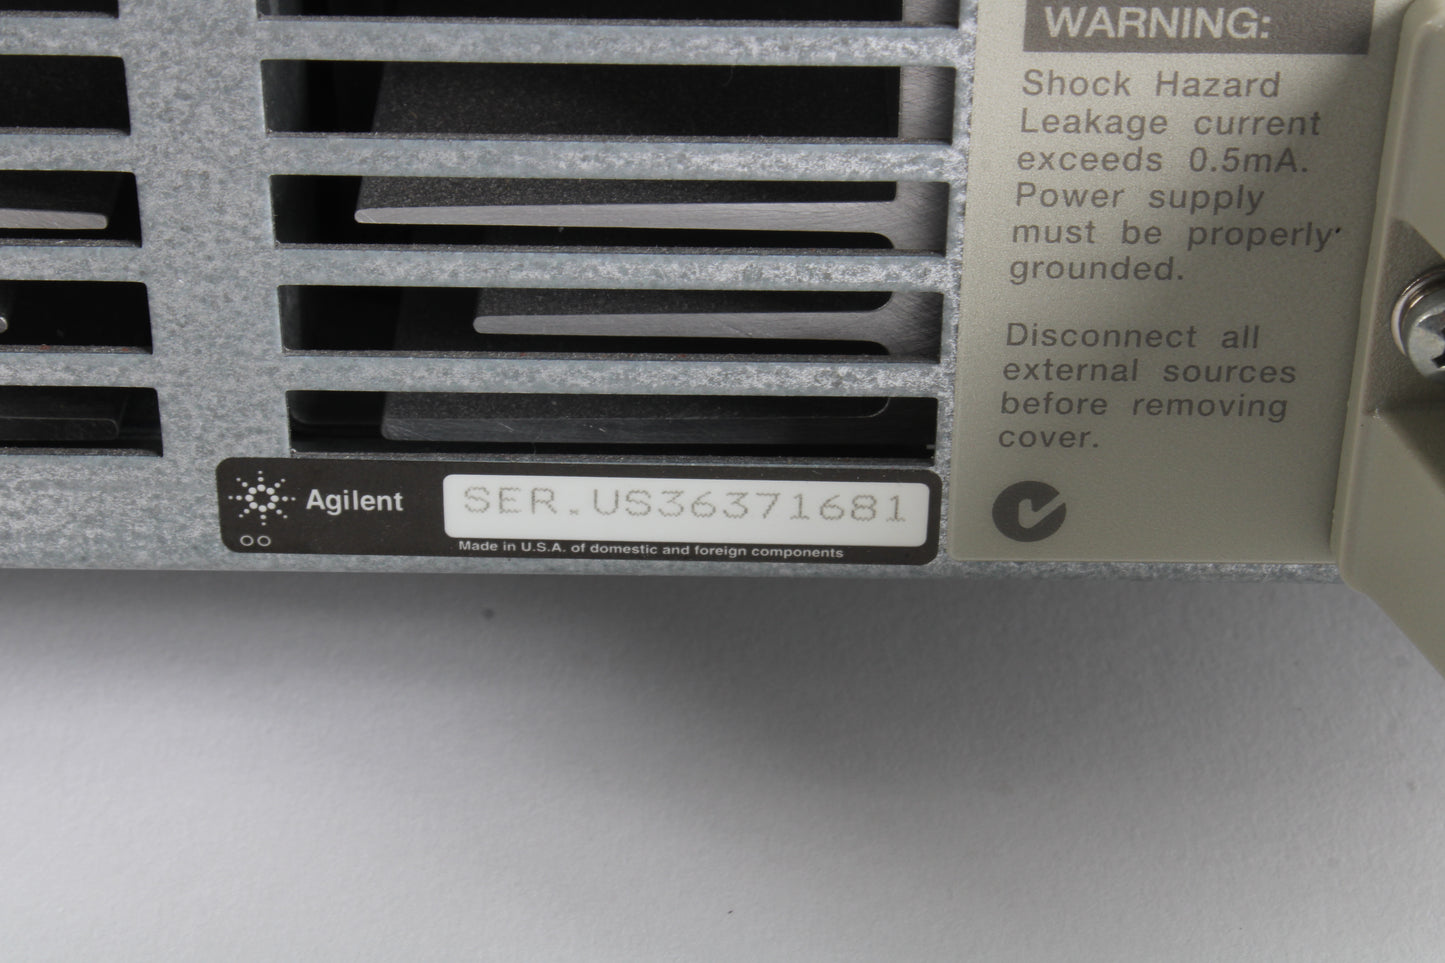 WARNING:
Shock Hazard
Leakage current
exceeds 0.5mA.
Power supply
must be properly
grounded.
Disconnect all
external sources
before removing
cover.
Agilent
SER.US36371681
Made in U.S.A. of domestic and foreign components